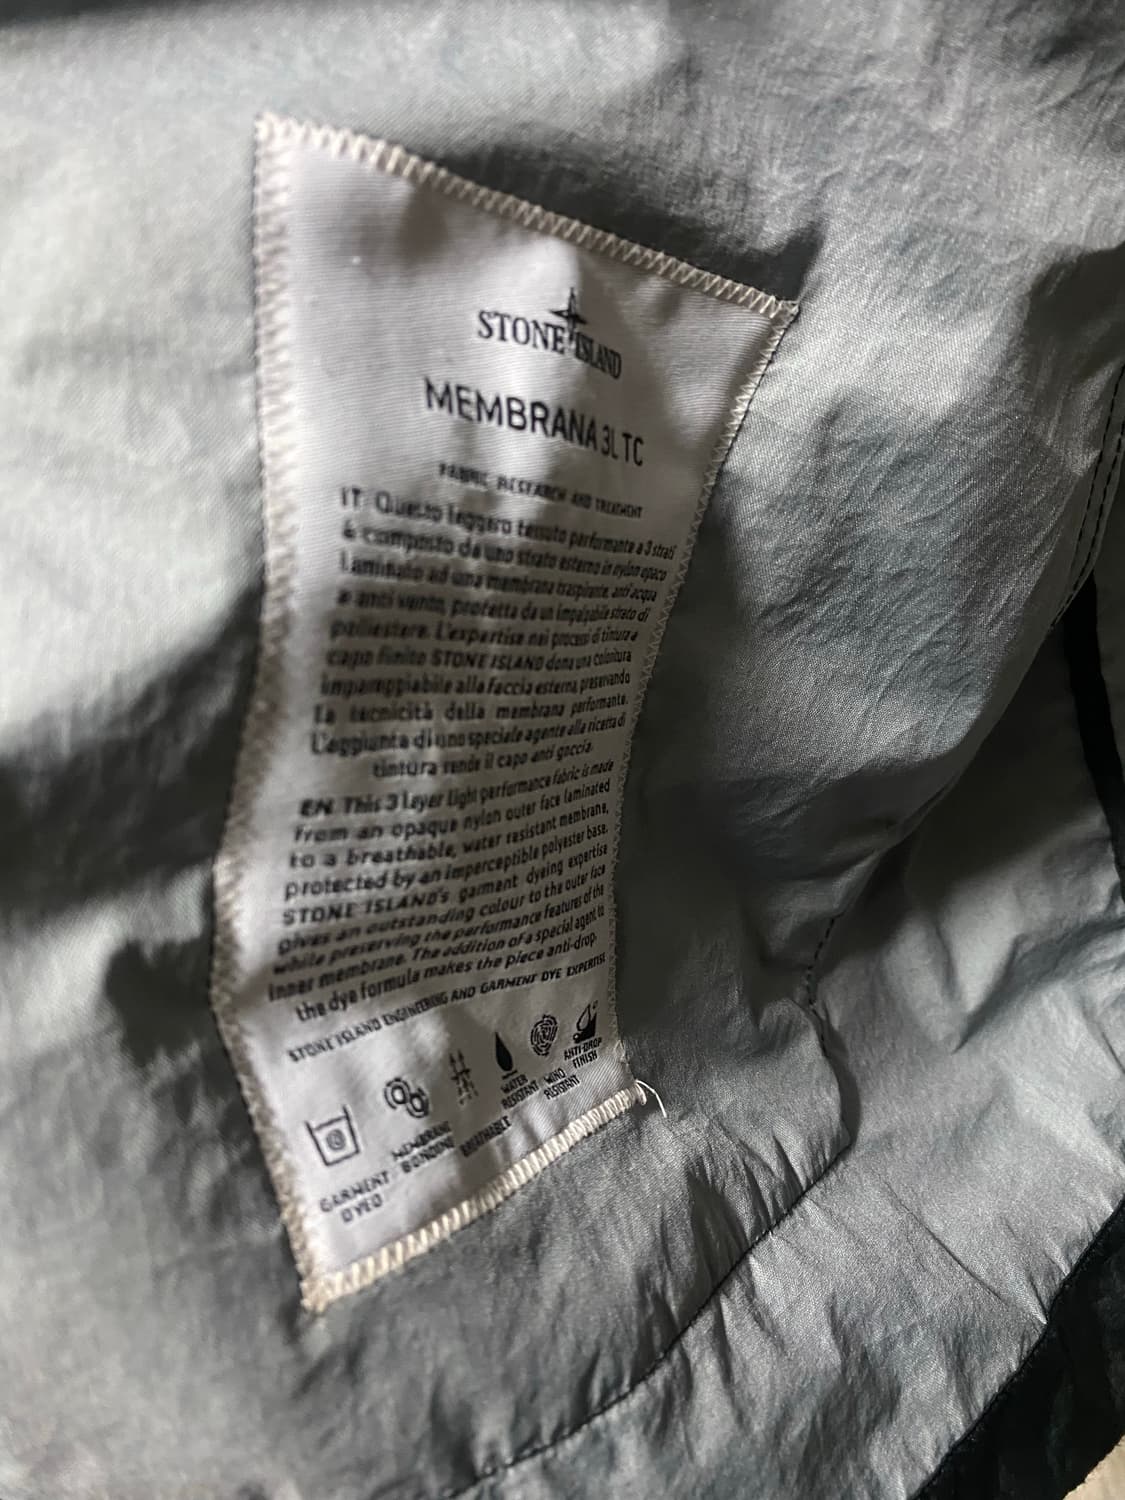 STONE ISLAND
MEMBRANA 3L TC
FABRIC RESEARCH AND TREATMENT
IT. Questo leggero tessuto performante a 3 strati
è composto da uno strato esterno in nylon opaco
laminato ad una membrana traspirante, anti acqua
e anti vento, protetta da un impalpabile strato di
poliestere. L'expertise nei processi di tintura a
capo finito STONE ISLAND dona una coloritura
impareggiabile alla faccia esterna preservando
la tecnicità della membrana performante.
L'aggiunta di uno speciale agente alla ricetta di
tintura rende il capo anti goccia.
EN. This 3 layer light performance fabric is made
from an opaque nylon outer face laminated
to a breathable, water resistant membrane,
protected by an imperceptible polyester base.
STONE ISLAND's garment dyeing expertise
gives an outstanding colour to the outer face
while preserving the performance features of the
inner membrane. The addition of a special agent to
the dye formula makes the piece anti-drop.
STONE ISLAND ENGINEERING AND GARMENT DYE EXPERTISE
GARMENT
DYED
MEMBRANE
BONDING
BREATHABLE
WATER
RESISTANT
WIND
RESISTANT
ANTI-DROP
FINISH